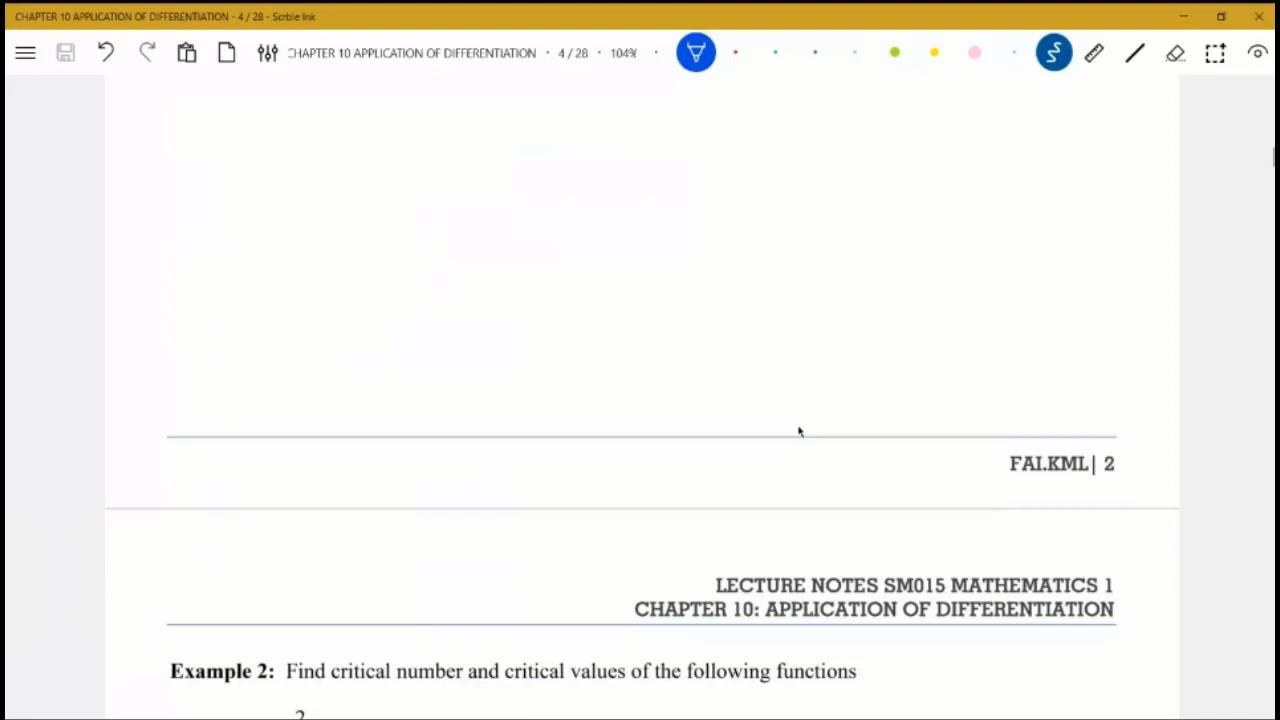 CHAPTER 10 APPLICATION OF DIFFERENTIATION - 4 / 28 - Scrble Ink
CHAPTER 10 APPLICATION OF DIFFERENTIATION · 4 / 28 · 104% ·
FAI.KML| 2
LECTURE NOTES SM015 MATHEMATICS 1
CHAPTER 10: APPLICATION OF DIFFERENTIATION
Example 2: Find critical number and critical values of the following functions
2